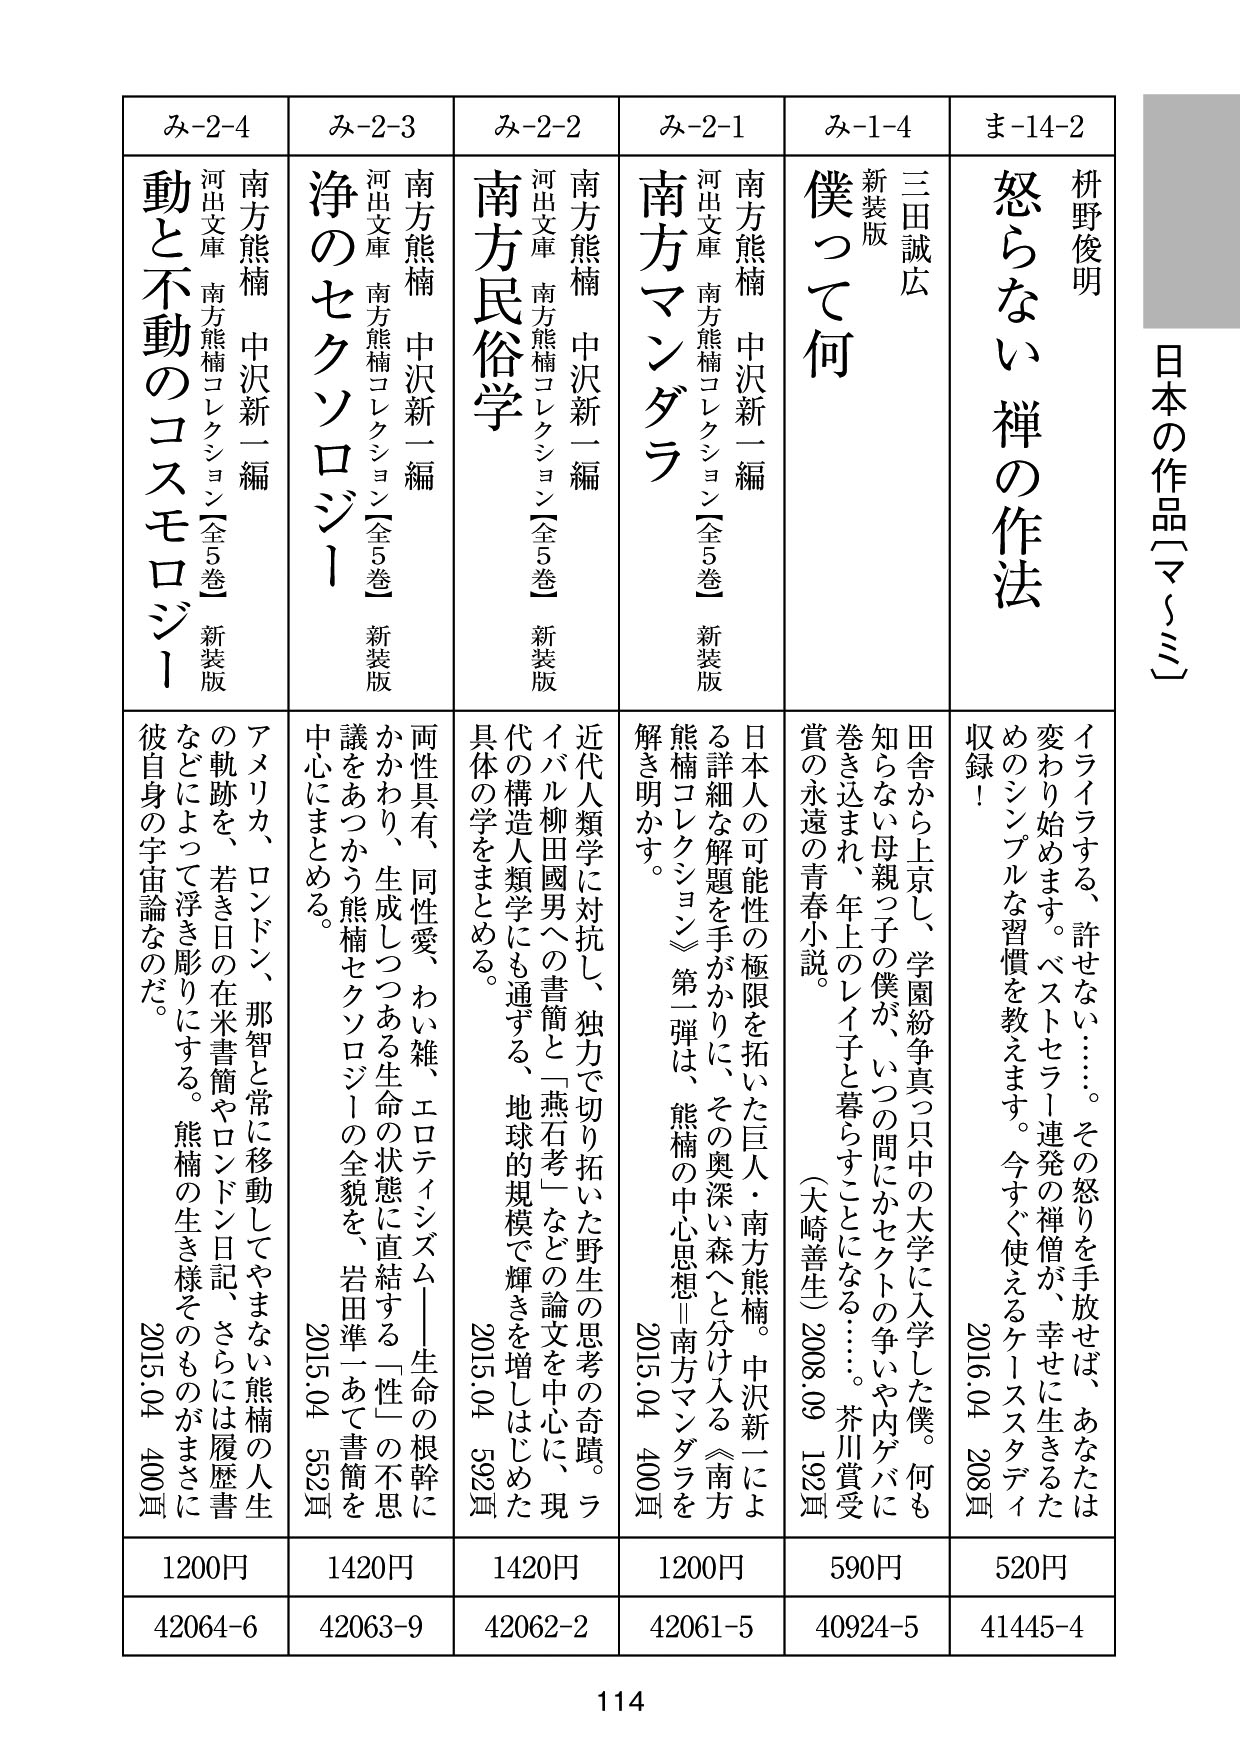 日本の作品〔マ～ミ〕
ま-14-2
枡野俊明
怒らない 禅の作法
イライラする、許せない……。その怒りを手放せば、あなたは
変わり始めます。ベストセラー連発の禅僧が、幸せに生きるた
めのシンプルな習慣を教えます。今すぐ使えるケーススタディ
収録！ 2016.04 208頁
520円
41445-4
み-1-4
三田誠広
新装版
僕って何
田舎から上京し、学園紛争真っ只中の大学に入学した僕。何も
知らない母親っ子の僕が、いつの間にかセクトの争いや内ゲバに
巻き込まれ、年上のレイ子と暮らすことになる……。芥川賞受
賞の永遠の青春小説。（大崎善生）2008.09 192頁
590円
40924-5
み-2-1
南方熊楠 中沢新一編
河出文庫 南方熊楠コレクション【全5巻】 新装版
南方マンダラ
日本人の可能性の極限を拓いた巨人・南方熊楠。中沢新一によ
る詳細な解題を手がかりに、その奥深い森へと分け入る《南方
熊楠コレクション》第一弾は、熊楠の中心思想＝南方マンダラを
解き明かす。 2015.04 400頁
1200円
42061-5
み-2-2
南方熊楠 中沢新一編
河出文庫 南方熊楠コレクション【全5巻】 新装版
南方民俗学
近代人類学に対抗し、独力で切り拓いた野生の思考の奇蹟。ラ
イバル柳田國男への書簡と「燕石考」などの論文を中心に、現
代の構造人類学にも通ずる、地球的規模で輝きを増しはじめた
具体の学をまとめる。 2015.04 592頁
1420円
42062-2
み-2-3
南方熊楠 中沢新一編
河出文庫 南方熊楠コレクション【全5巻】 新装版
浄のセクソロジー
両性具有、同性愛、わい雑、エロティシズム――生命の根幹に
かかわり、生成しつつある生命の状態に直結する「性」の不思
議をあつかう熊楠セクソロジーの全貌を、岩田準一あて書簡を
中心にまとめる。 2015.04 552頁
1420円
42063-9
み-2-4
南方熊楠 中沢新一編
河出文庫 南方熊楠コレクション【全5巻】 新装版
動と不動のコスモロジー
アメリカ、ロンドン、那智と常に移動してやまない熊楠の人生
の軌跡を、若き日の在米書簡やロンドン日記、さらには履歴書
などによって浮き彫りにする。熊楠の生き様そのものがまさに
彼自身の宇宙論なのだ。 2015.04 400頁
1200円
42064-6
114